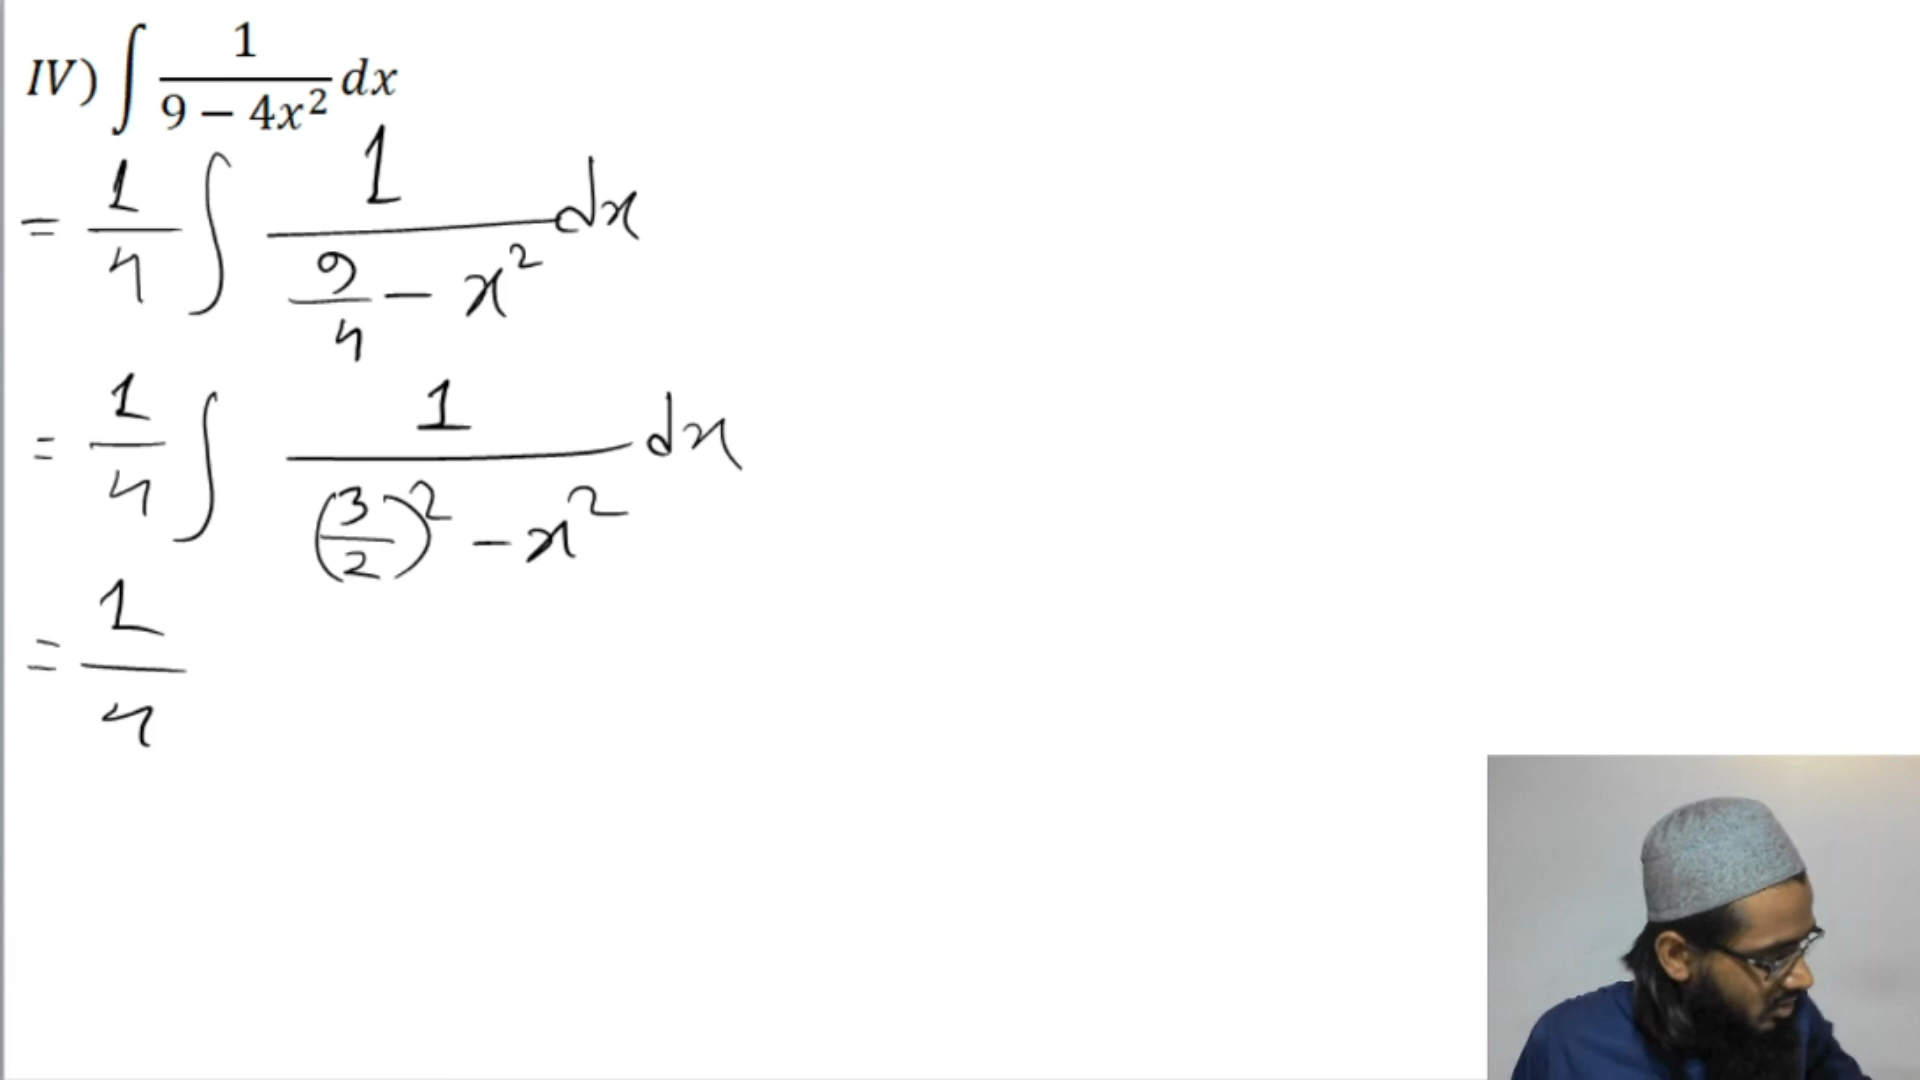 IV) ∫ 1/(9 − 4x²) dx
= 1/4 ∫ 1/(9/4 − x²) dx
= 1/4 ∫ 1/((3/2)² − x²) dx
= 1/4